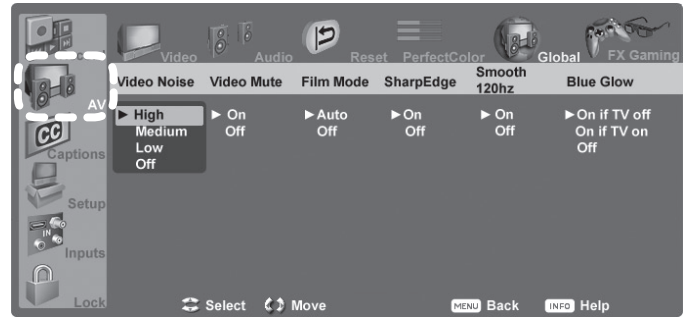 Video Audio Reset PerfectColor Global FX Gaming
AV
Video Noise Video Mute Film Mode SharpEdge Smooth 120hz Blue Glow
► High ► On ► Auto ► On ► On ► On if TV off
Medium Off Off Off Off On if TV on
Low Off
Off
CC
Captions
Setup
IN
Inputs
Lock
Select Move MENU Back INFO Help